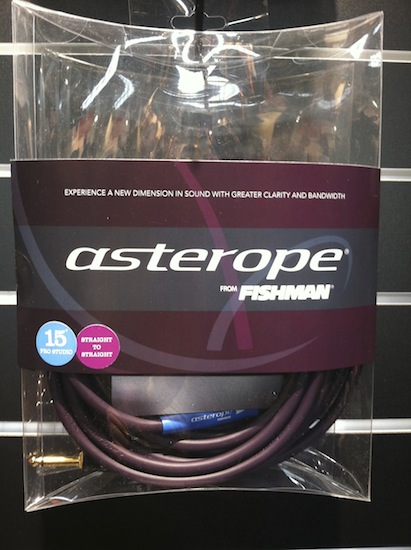 EXPERIENCE A NEW DIMENSION IN SOUND WITH GREATER CLARITY AND BANDWIDTH
asterope®
FROM FISHMAN®
15 FOOT
PRO STUDIO
STRAIGHT
TO
STRAIGHT
asterope